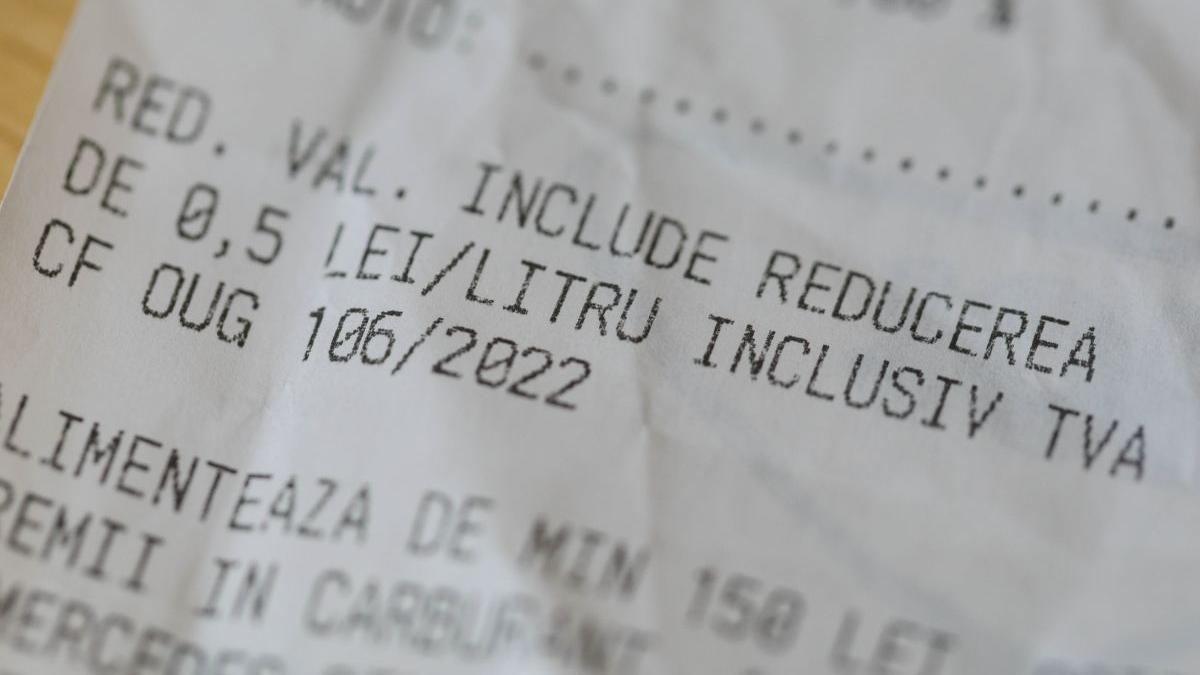 RED. VAL. INCLUDE REDUCEREA
DE 0,5 LEI/LITRU INCLUSIV TVA
CF OUG 106/2022
ALIMENTEAZA DE MIN 150 LEI
PREMII IN CARBURANT
MERCEDES